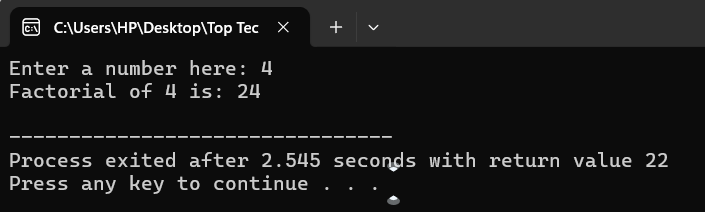 C:\Users\HP\Desktop\Top Tec
Enter a number here: 4
Factorial of 4 is: 24
--------------------------------
Process exited after 2.545 seconds with return value 22
Press any key to continue . . .